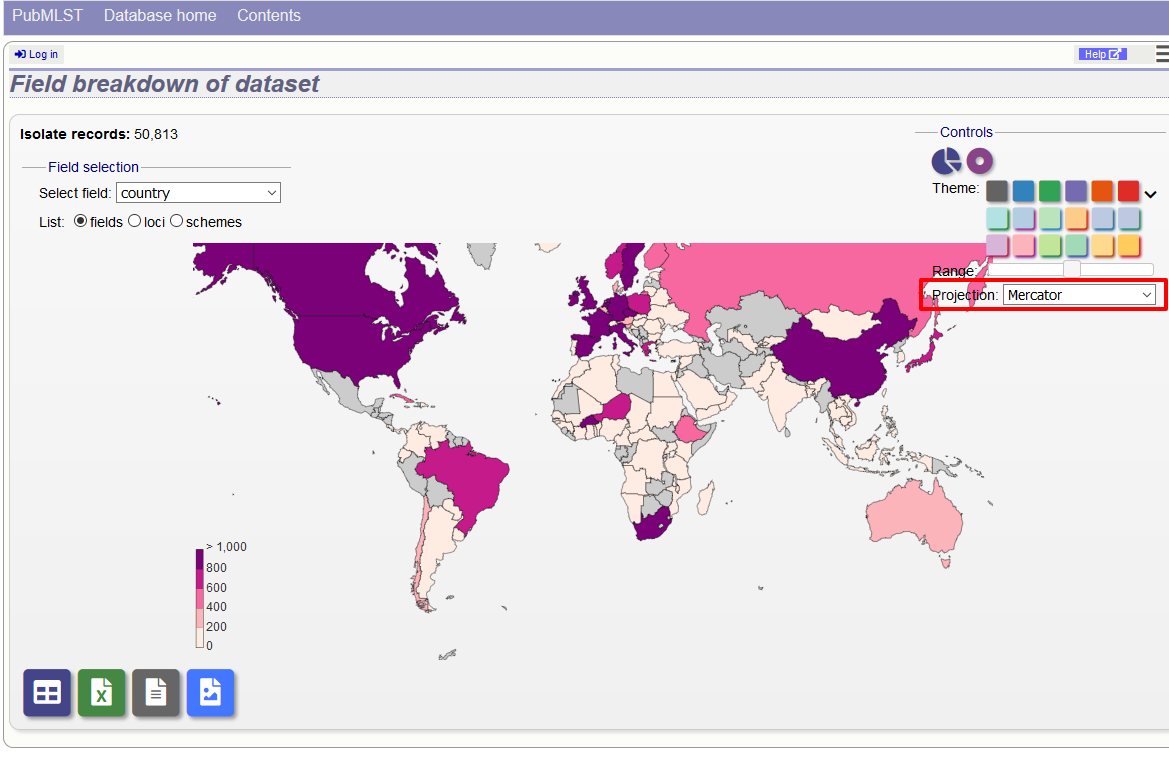 PubMLST Database home Contents
Log in
Help
Field breakdown of dataset
Isolate records: 50,813
Controls
Field selection
Theme:
Select field: country
List: fields loci schemes
Range:
Projection: Mercator
> 1,000
800
600
400
200
0